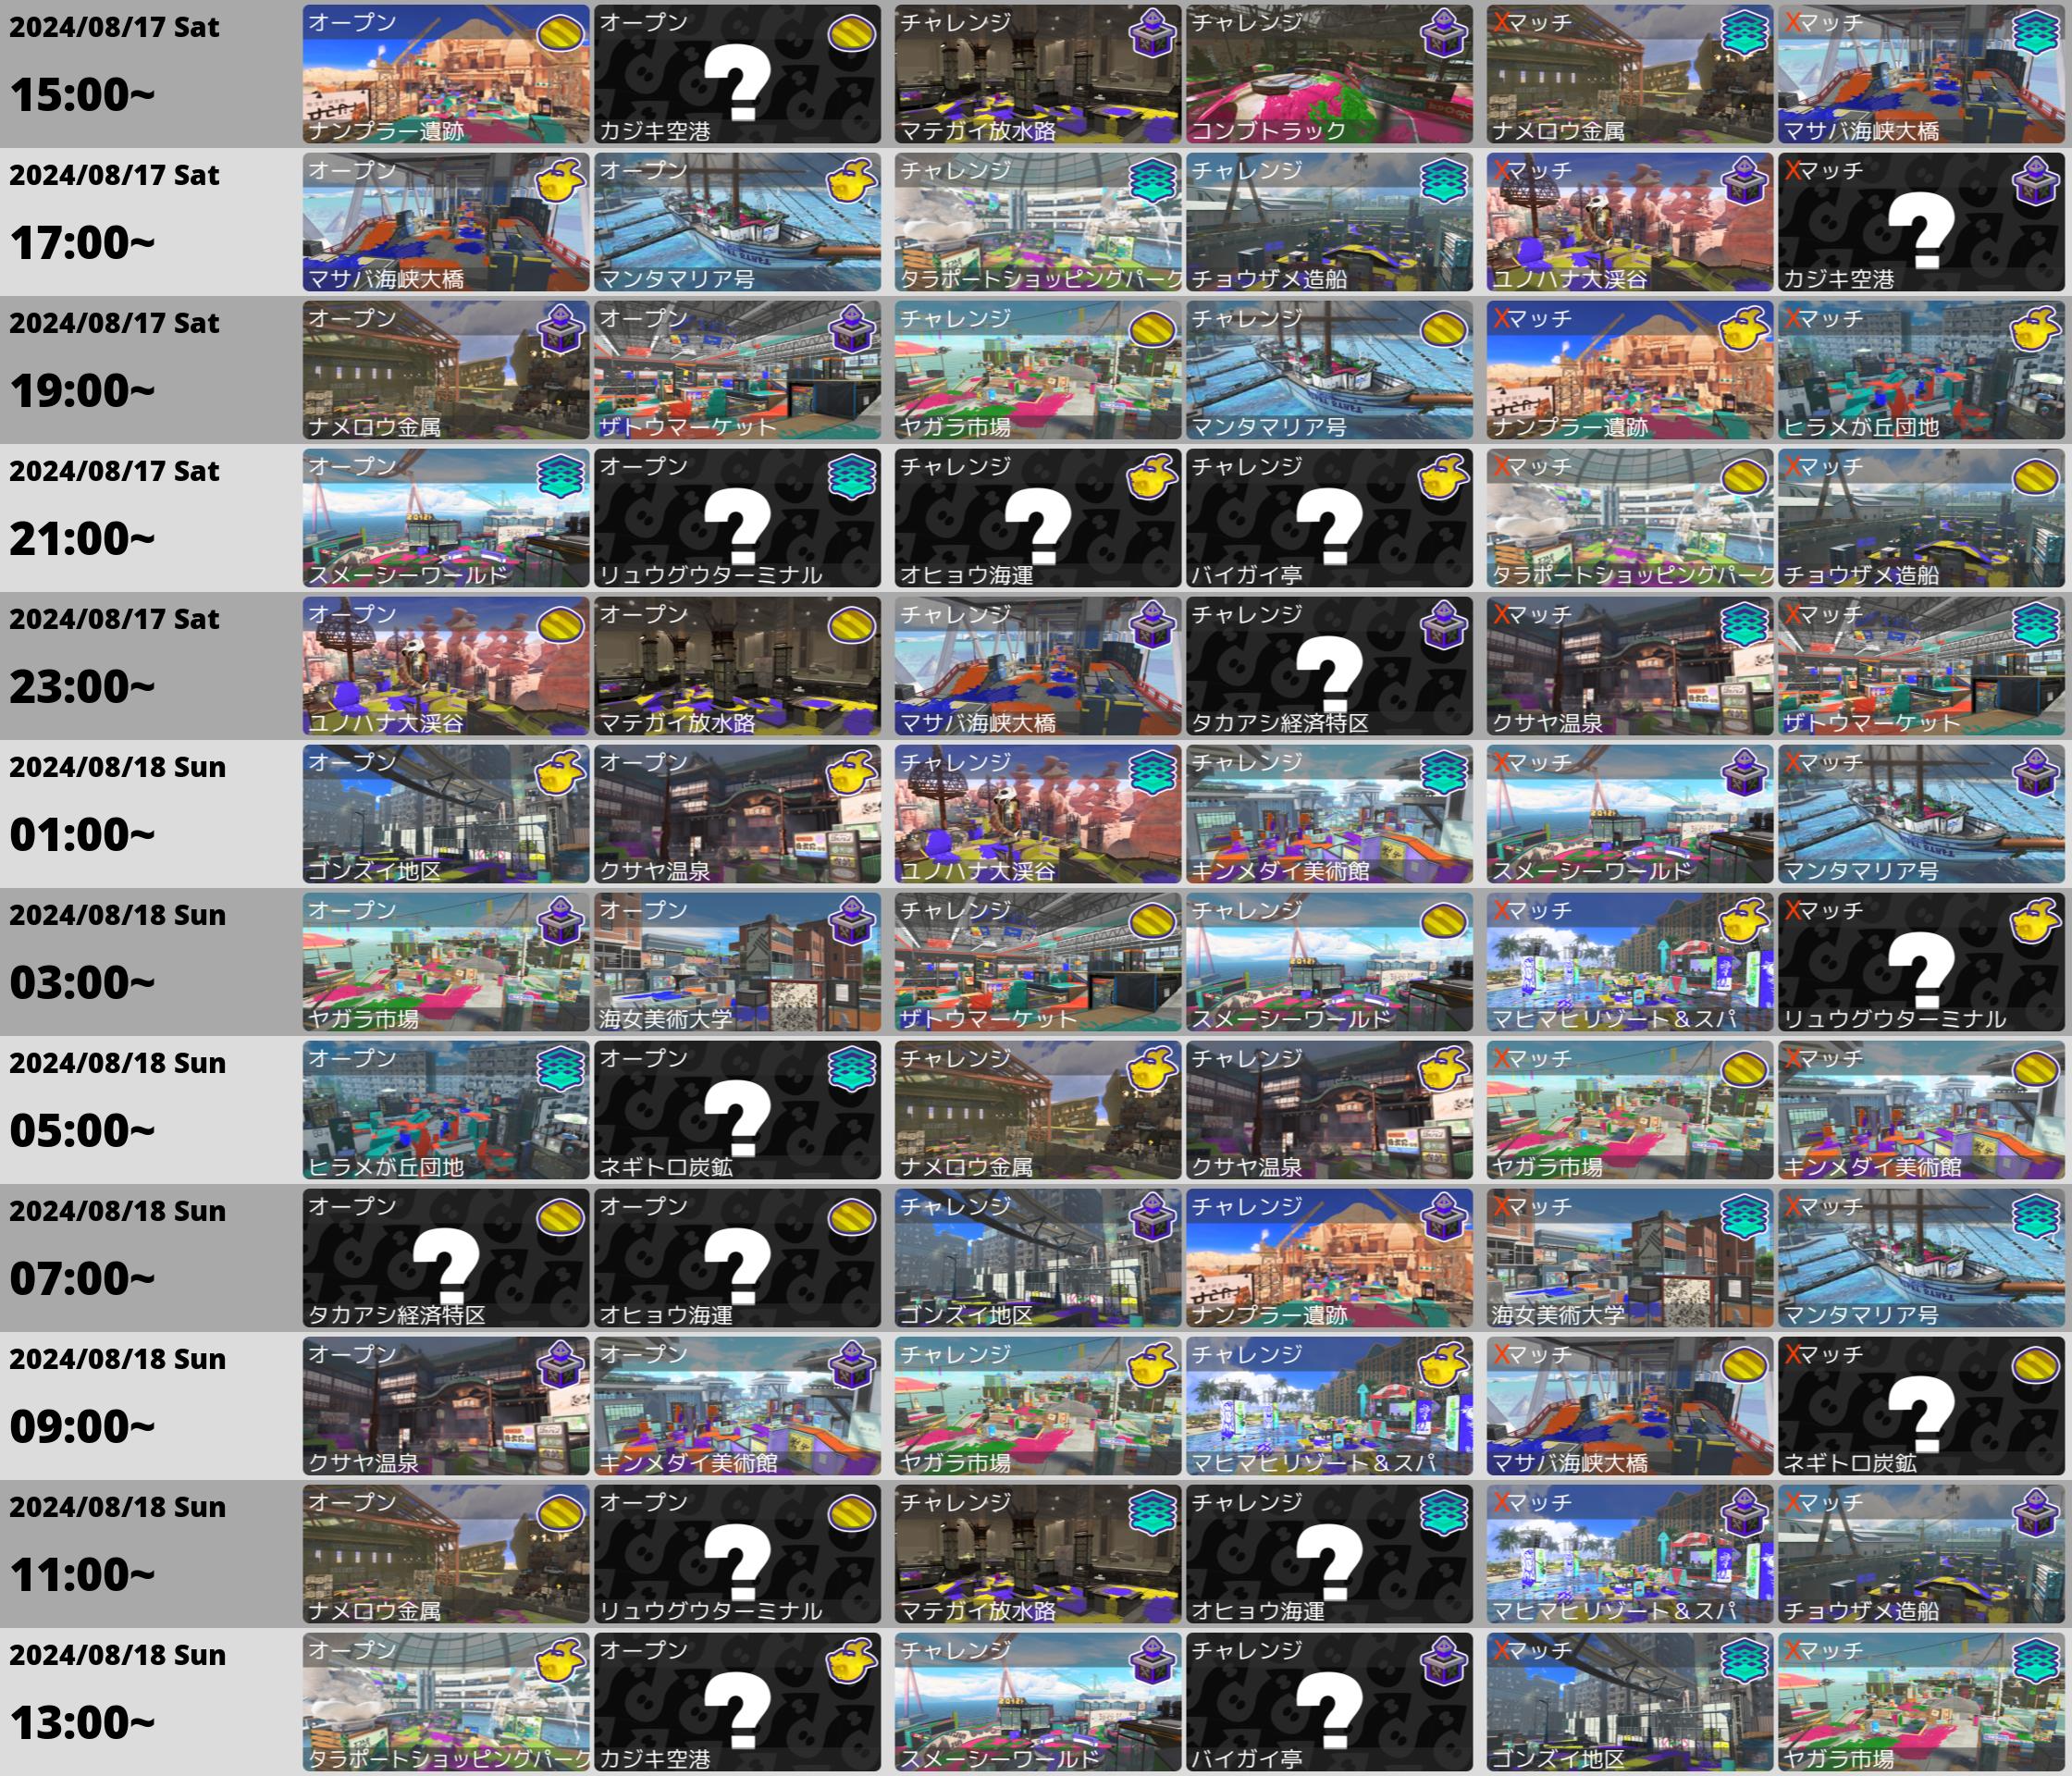 2024/08/17 Sat
15:00~
オープン
ナンプラー遺跡
オープン
カジキ空港
チャレンジ
マテガイ放水路
チャレンジ
コンブトラック
Xマッチ
ナメロウ金属
Xマッチ
マサバ海峡大橋
2024/08/17 Sat
17:00~
オープン
マサバ海峡大橋
オープン
マンタマリア号
チャレンジ
タラポートショッピングパーク
チャレンジ
チョウザメ造船
Xマッチ
ユノハナ大渓谷
Xマッチ
カジキ空港
2024/08/17 Sat
19:00~
オープン
ナメロウ金属
オープン
ザトウマーケット
チャレンジ
ヤガラ市場
チャレンジ
マンタマリア号
Xマッチ
ナンプラー遺跡
Xマッチ
ヒラメが丘団地
2024/08/17 Sat
21:00~
オープン
スメーシーワールド
オープン
リュウグウターミナル
チャレンジ
オヒョウ海運
チャレンジ
バイガイ亭
Xマッチ
タラポートショッピングパーク
Xマッチ
チョウザメ造船
2024/08/17 Sat
23:00~
オープン
ユノハナ大渓谷
オープン
マテガイ放水路
チャレンジ
マサバ海峡大橋
チャレンジ
タカアシ経済特区
Xマッチ
クサヤ温泉
Xマッチ
ザトウマーケット
2024/08/18 Sun
01:00~
オープン
ゴンズイ地区
オープン
クサヤ温泉
チャレンジ
ユノハナ大渓谷
チャレンジ
キンメダイ美術館
Xマッチ
スメーシーワールド
Xマッチ
マンタマリア号
2024/08/18 Sun
03:00~
オープン
ヤガラ市場
オープン
海女美術大学
チャレンジ
ザトウマーケット
チャレンジ
スメーシーワールド
Xマッチ
マヒマヒリゾート&スパ
Xマッチ
リュウグウターミナル
2024/08/18 Sun
05:00~
オープン
ヒラメが丘団地
オープン
ネギトロ炭鉱
チャレンジ
ナメロウ金属
チャレンジ
クサヤ温泉
Xマッチ
ヤガラ市場
Xマッチ
キンメダイ美術館
2024/08/18 Sun
07:00~
オープン
タカアシ経済特区
オープン
オヒョウ海運
チャレンジ
ゴンズイ地区
チャレンジ
ナンプラー遺跡
Xマッチ
海女美術大学
Xマッチ
マンタマリア号
2024/08/18 Sun
09:00~
オープン
クサヤ温泉
オープン
キンメダイ美術館
チャレンジ
ヤガラ市場
チャレンジ
マヒマヒリゾート&スパ
Xマッチ
マサバ海峡大橋
Xマッチ
ネギトロ炭鉱
2024/08/18 Sun
11:00~
オープン
ナメロウ金属
オープン
リュウグウターミナル
チャレンジ
マテガイ放水路
チャレンジ
オヒョウ海運
Xマッチ
マヒマヒリゾート&スパ
Xマッチ
チョウザメ造船
2024/08/18 Sun
13:00~
オープン
タラポートショッピングパーク
オープン
カジキ空港
チャレンジ
スメーシーワールド
チャレンジ
バイガイ亭
Xマッチ
ゴンズイ地区
Xマッチ
ヤガラ市場